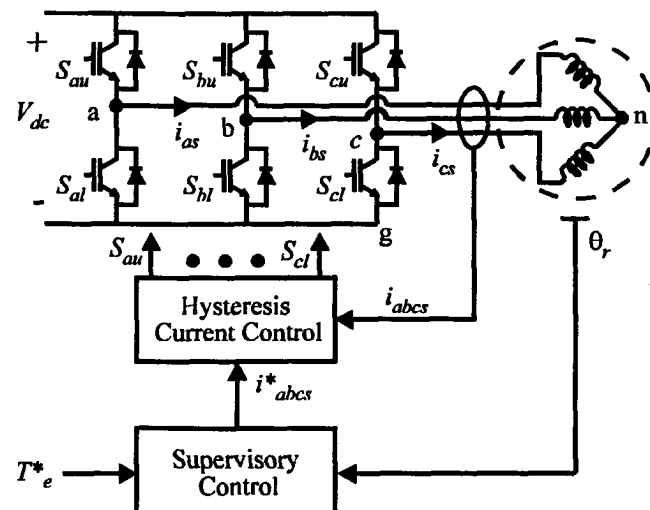 +
V_dc
-
S_au
S_bu
S_cu
a
b
c
n
i_as
i_bs
i_cs
S_al
S_bl
S_cl
g
θ_r
S_au
• • •
S_cl
Hysteresis
Current Control
i_abcs
i*_abcs
T*_e
Supervisory
Control